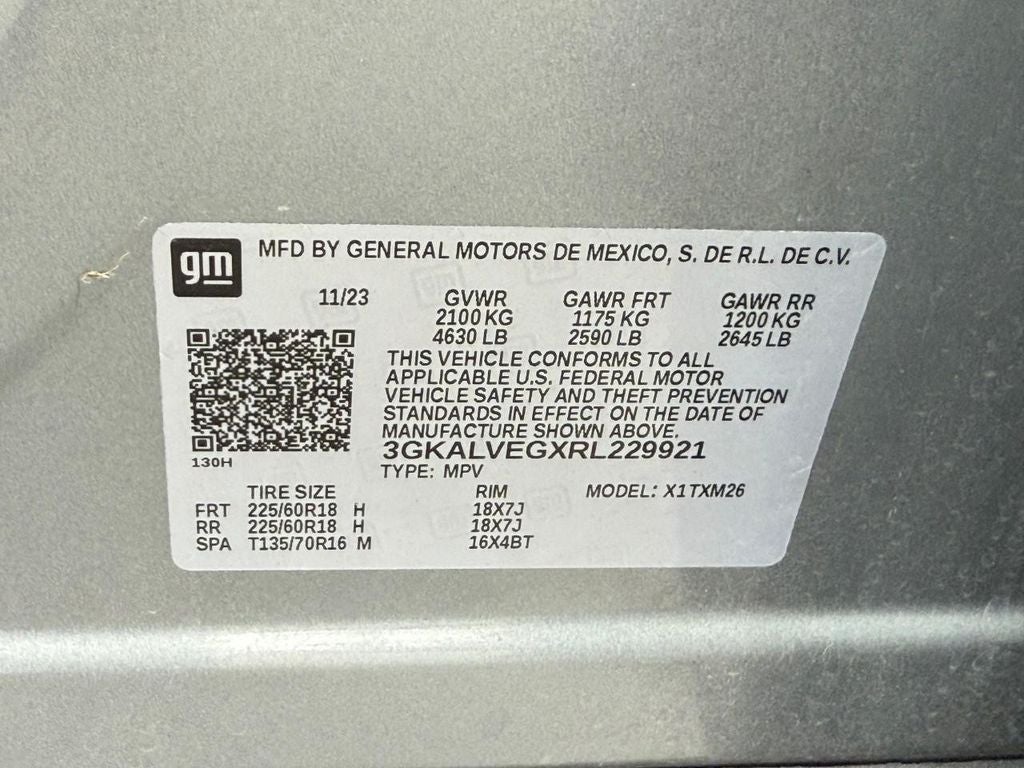 gm
MFD BY GENERAL MOTORS DE MEXICO, S. DE R.L. DE C.V.
11/23 GVWR GAWR FRT GAWR RR
2100 KG 1175 KG 1200 KG
4630 LB 2590 LB 2645 LB
THIS VEHICLE CONFORMS TO ALL
APPLICABLE U.S. FEDERAL MOTOR
VEHICLE SAFETY AND THEFT PREVENTION
STANDARDS IN EFFECT ON THE DATE OF
MANUFACTURE SHOWN ABOVE.
130H
3GKALVEGXRL229921
TYPE: MPV
TIRE SIZE RIM MODEL: X1TXM26
FRT 225/60R18 H 18X7J
RR 225/60R18 H 18X7J
SPA T135/70R16 M 16X4BT